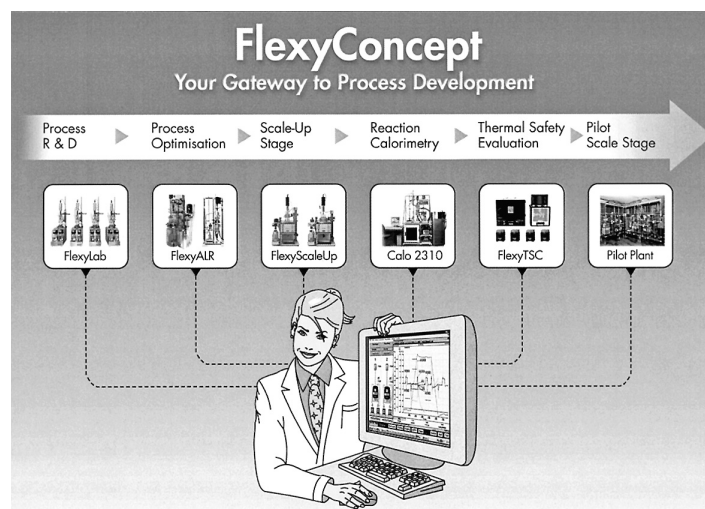 FlexyConcept
Your Gateway to Process Development
Process
R & D
Process
Optimisation
Scale-Up
Stage
Reaction
Calorimetry
Thermal Safety
Evaluation
Pilot
Scale Stage
FlexyLab
FlexyALR
FlexyScaleUp
Calo 2310
FlexyTSC
Pilot Plant